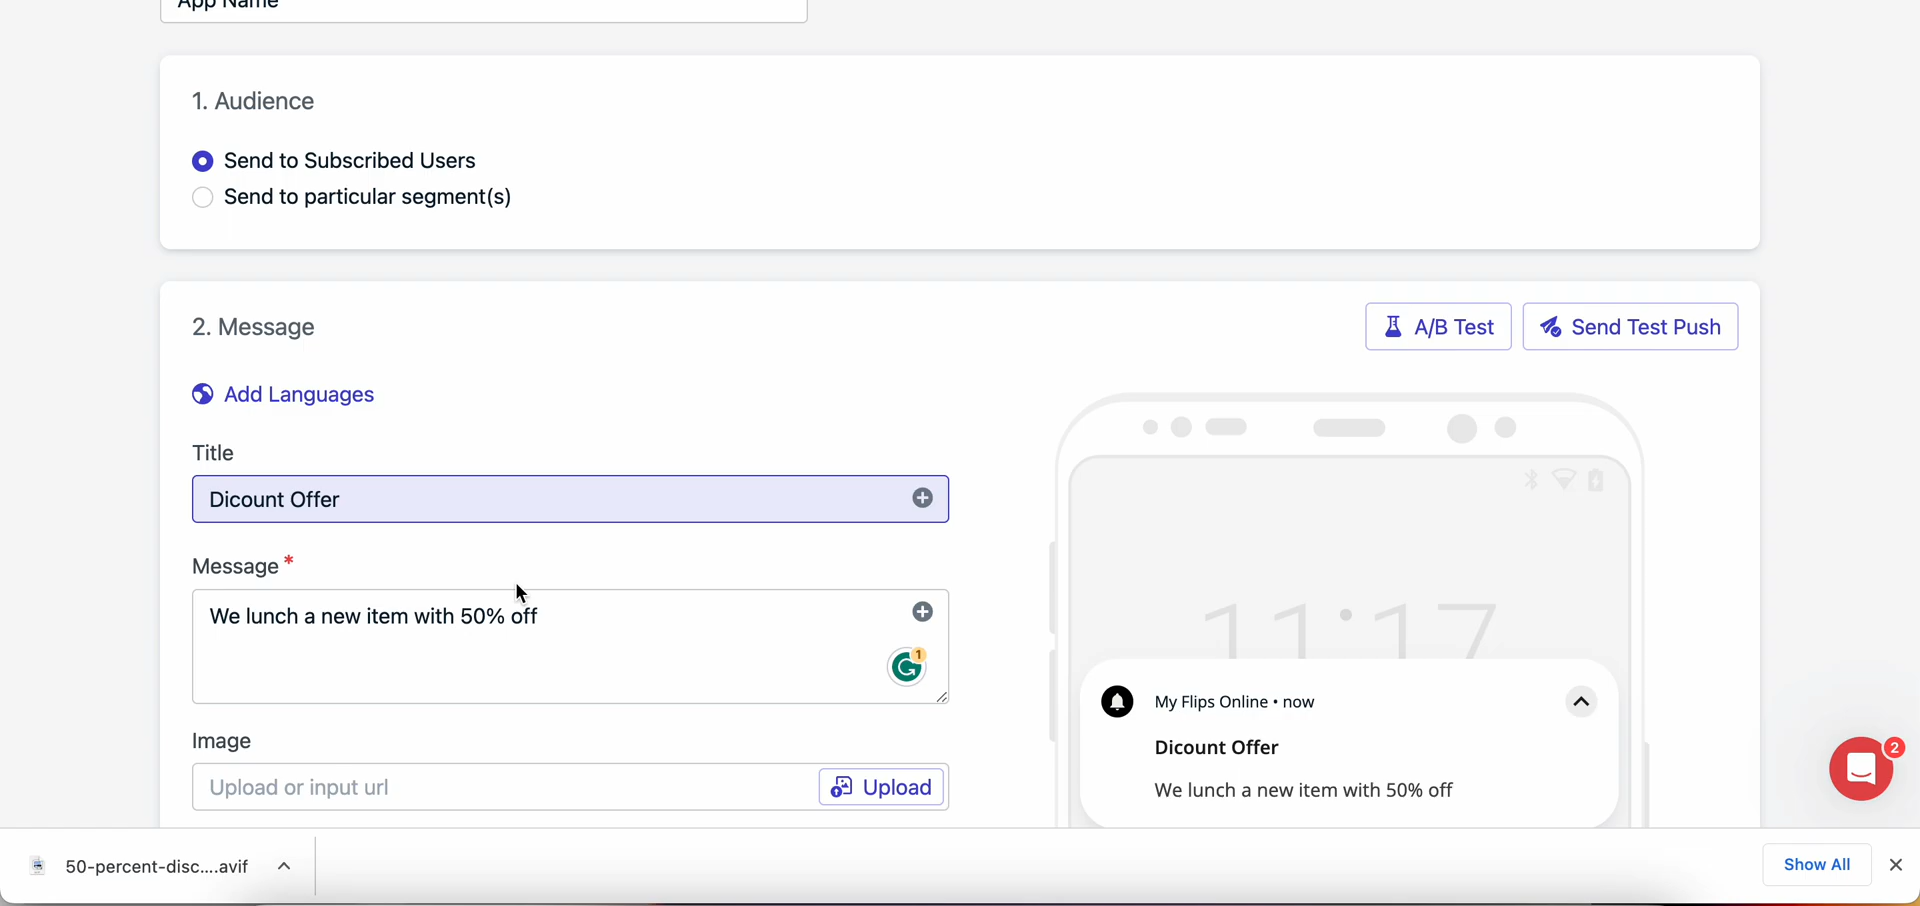 App Name
1. Audience
Send to Subscribed Users
Send to particular segment(s)
2. Message
A/B Test
Send Test Push
Add Languages
Title
Dicount Offer
Message *
We lunch a new item with 50% off
1
Image
Upload or input url
Upload
11:17
My Flips Online • now
Dicount Offer
We lunch a new item with 50% off
2
50-percent-disc....avif
Show All